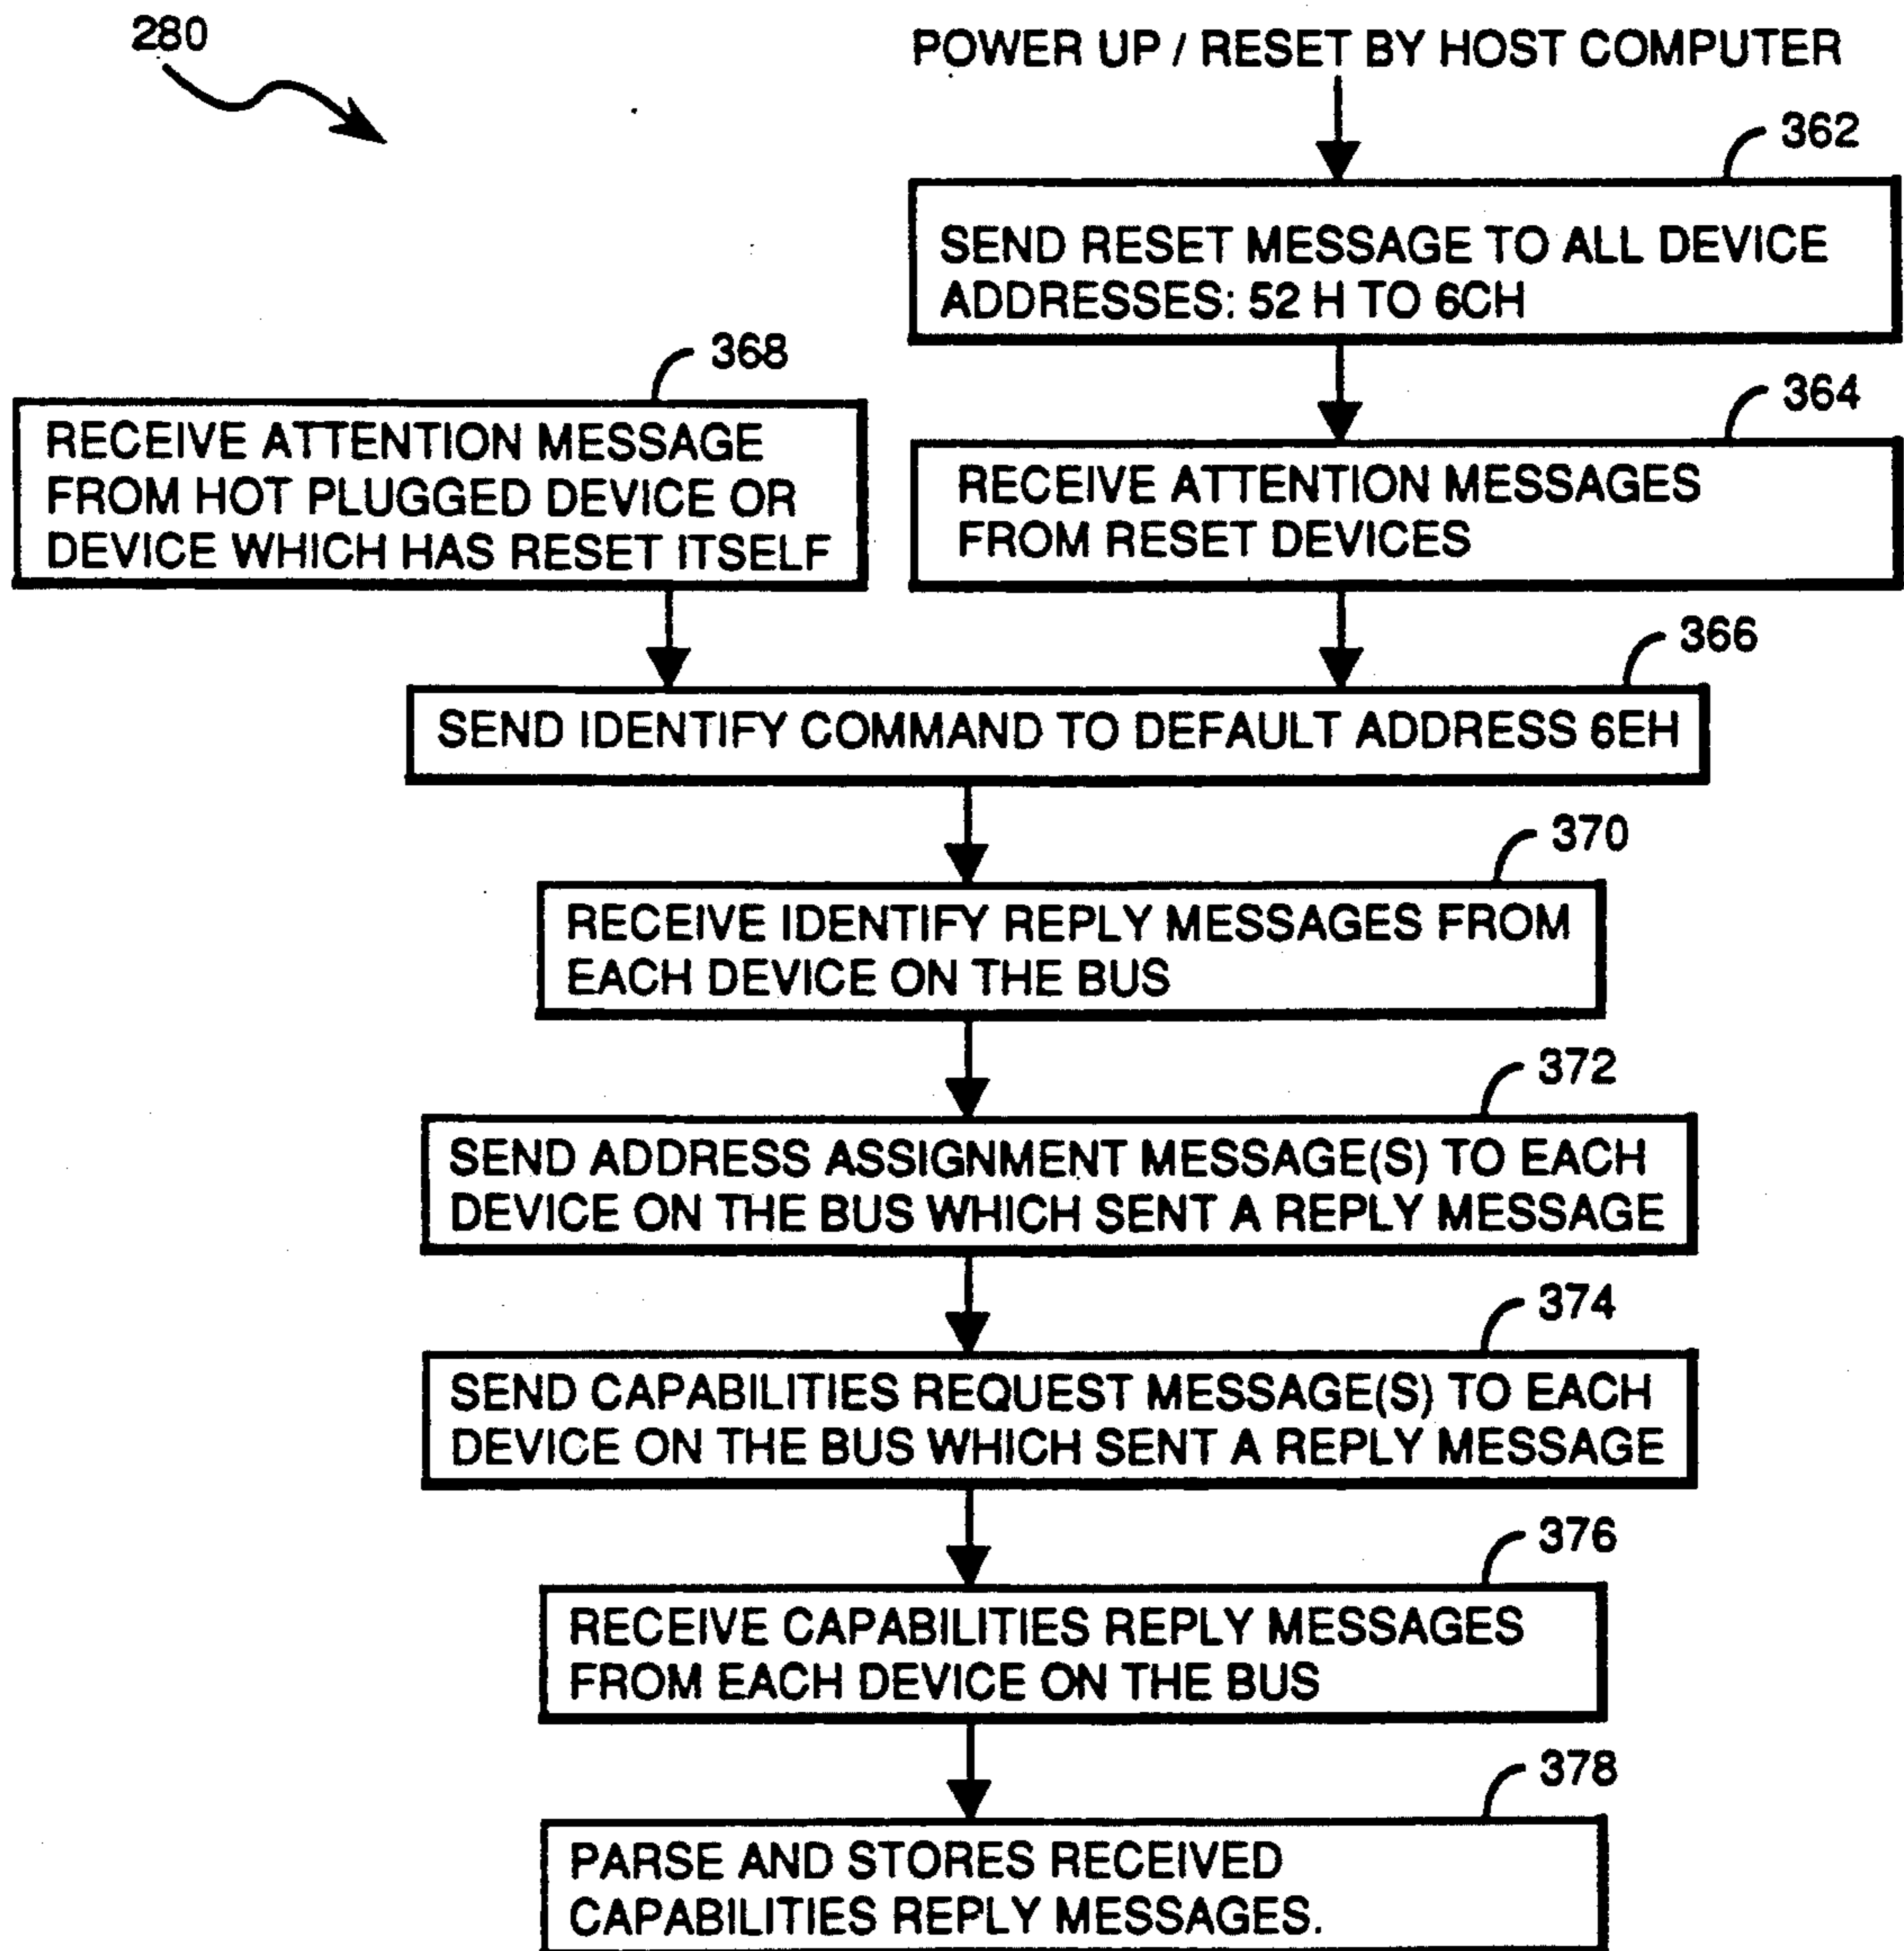 280
POWER UP / RESET BY HOST COMPUTER
362
SEND RESET MESSAGE TO ALL DEVICE
ADDRESSES: 52 H TO 6CH
368
RECEIVE ATTENTION MESSAGE
FROM HOT PLUGGED DEVICE OR
DEVICE WHICH HAS RESET ITSELF
364
RECEIVE ATTENTION MESSAGES
FROM RESET DEVICES
366
SEND IDENTIFY COMMAND TO DEFAULT ADDRESS 6EH
370
RECEIVE IDENTIFY REPLY MESSAGES FROM
EACH DEVICE ON THE BUS
372
SEND ADDRESS ASSIGNMENT MESSAGE(S) TO EACH
DEVICE ON THE BUS WHICH SENT A REPLY MESSAGE
374
SEND CAPABILITIES REQUEST MESSAGE(S) TO EACH
DEVICE ON THE BUS WHICH SENT A REPLY MESSAGE
376
RECEIVE CAPABILITIES REPLY MESSAGES
FROM EACH DEVICE ON THE BUS
378
PARSE AND STORES RECEIVED
CAPABILITIES REPLY MESSAGES.